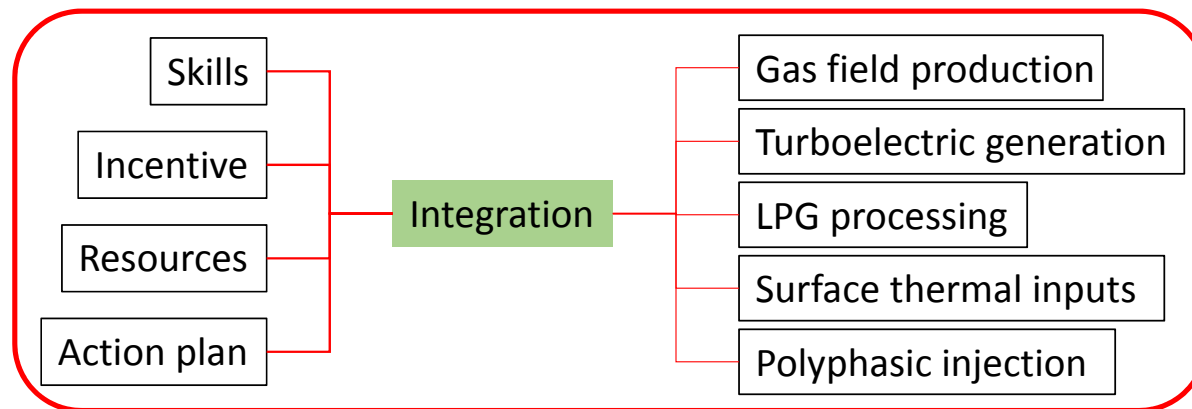 Skills
Incentive
Resources
Action plan
Integration
Gas field production
Turboelectric generation
LPG processing
Surface thermal inputs
Polyphasic injection